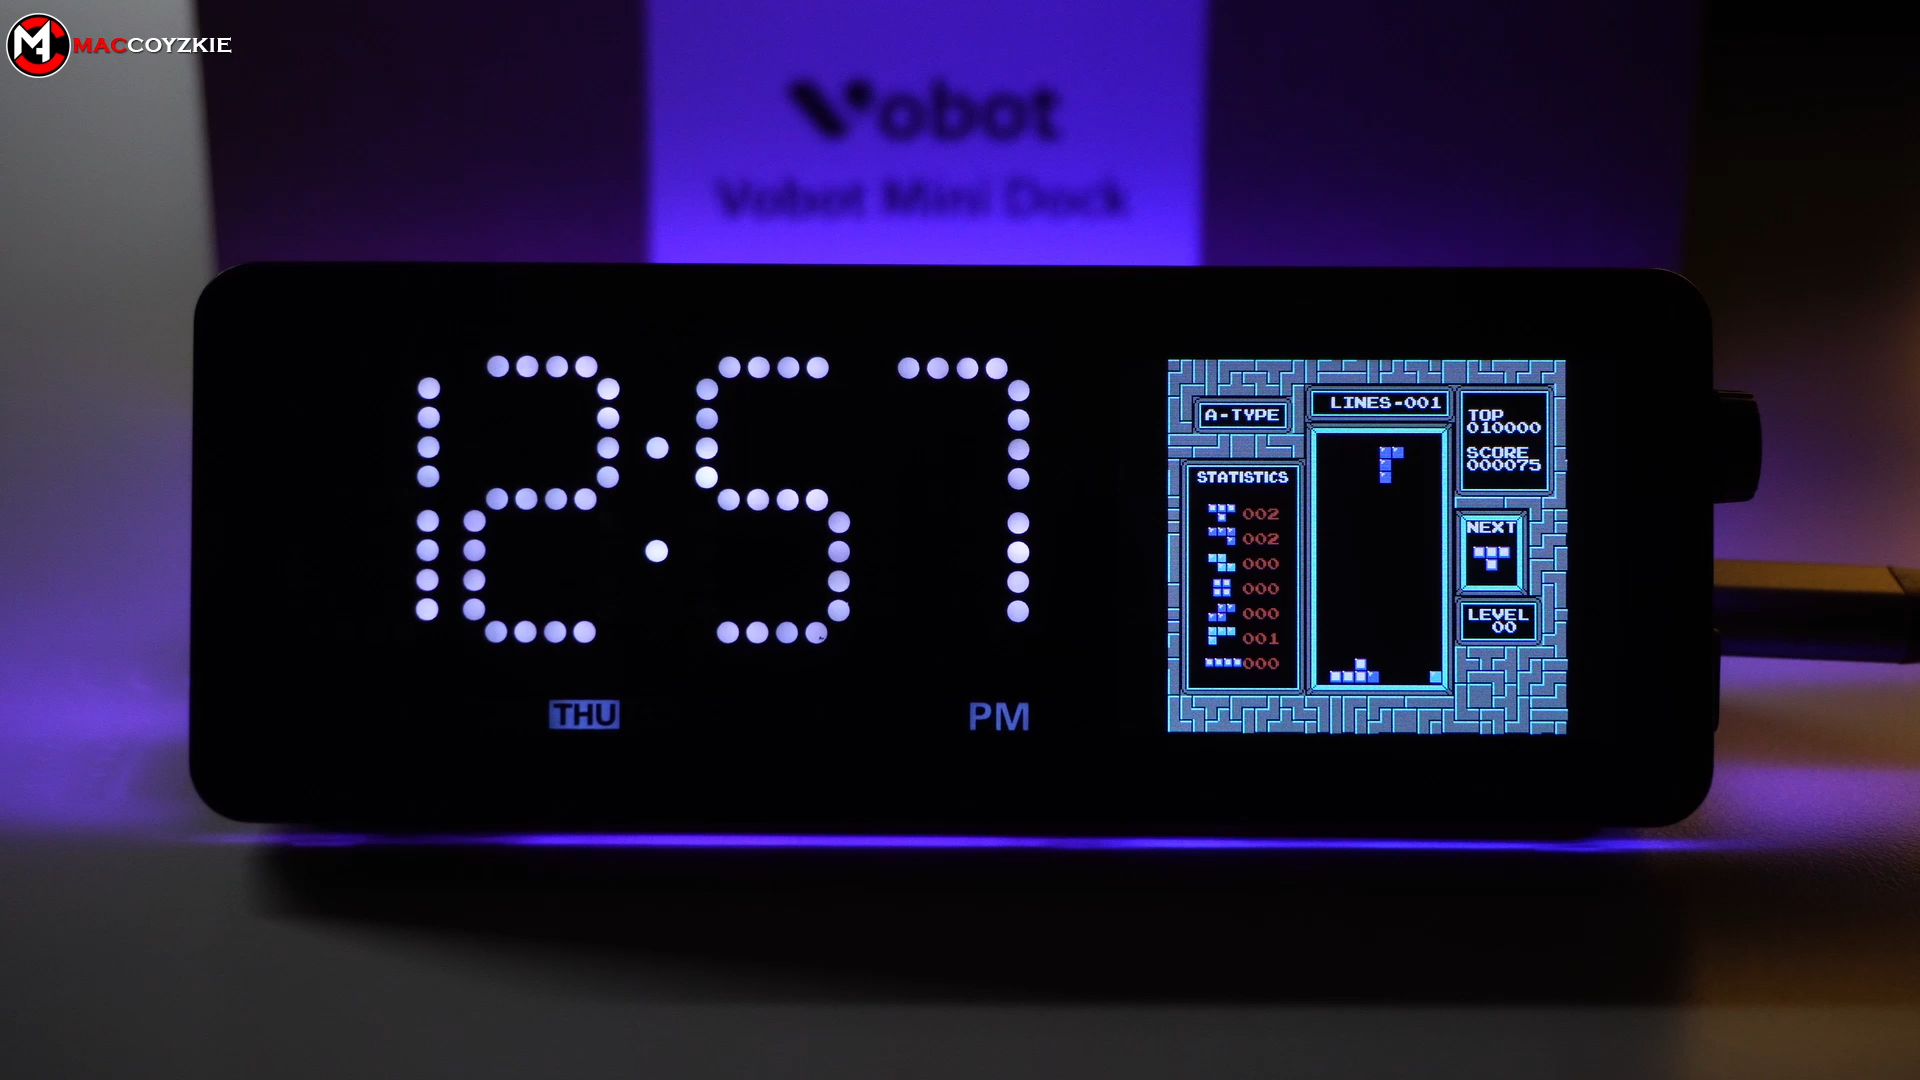 MACCOYZKIE
Vobot
Vobot Mini Dock
12:57
THU
PM
A-TYPE
LINES-001
TOP
010000
SCORE
000075
STATISTICS
002
002
000
000
000
001
000
NEXT
LEVEL
00